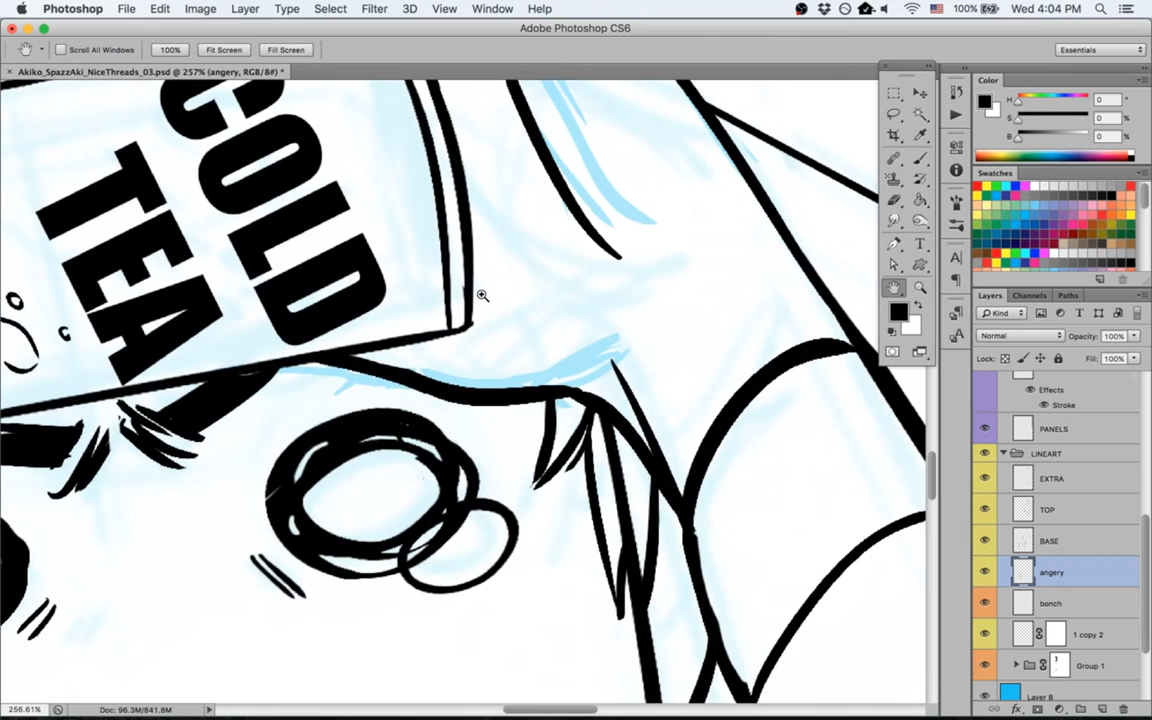 Photoshop File Edit Image Layer Type Select Filter 3D View Window Help 100% Wed 4:04 PM
Adobe Photoshop CS6
Scroll All Windows 100% Fit Screen Fill Screen Essentials
Akiko_SpazzAki_NiceThreads_03.psd @ 257% (angery, RGB/8#) *
COLD
TEA
Color
H 0 °
S 0 %
B 0 %
Swatches
Layers Channels Paths
Kind
Normal Opacity: 100%
Lock: Fill: 100%
Effects
Stroke
PANELS
LINEART
EXTRA
TOP
BASE
angery
bonch
1 copy 2
Group 1
Layer 8
256.61% Doc: 96.3M/841.8M